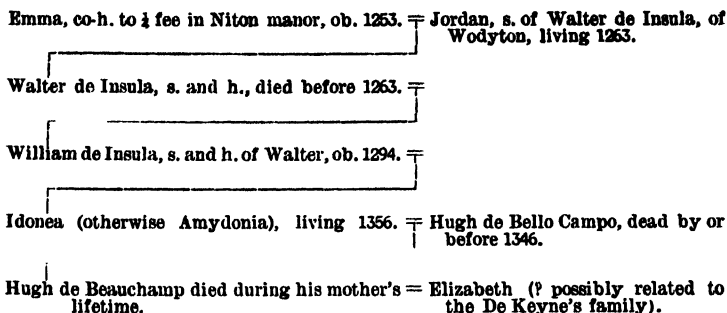 Emma, co-h. to ½ fee in Niton manor, ob. 1253. = Jordan, s. of Walter de Insula, of
Wodyton, living 1263.
Walter de Insula, s. and h., died before 1263. =
William de Insula, s. and h. of Walter, ob. 1294. =
Idonea (otherwise Amydonia), living 1356. = Hugh de Bello Campo, dead by or
before 1346.
Hugh de Beauchamp died during his mother's = Elizabeth (? possibly related to
lifetime. the De Keyne's family).